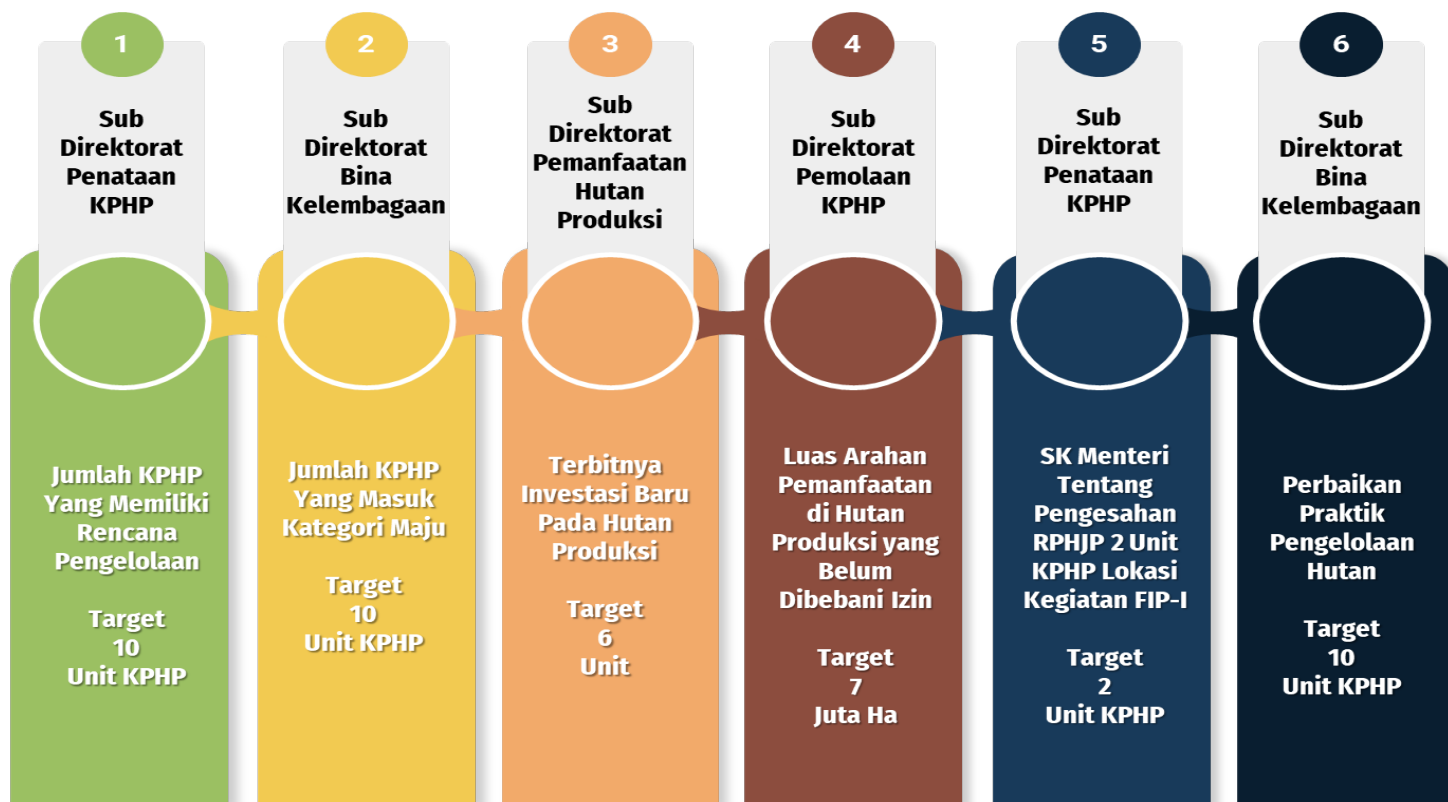 1
Sub
Direktorat
Penataan
KPHP
Jumlah KPHP
Yang Memiliki
Rencana
Pengelolaan
Target
10
Unit KPHP
2
Sub
Direktorat
Bina
Kelembagaan
Jumlah KPHP
Yang Masuk
Kategori Maju
Target
10
Unit KPHP
3
Sub
Direktorat
Pemanfaatan
Hutan
Produksi
Terbitnya
Investasi Baru
Pada Hutan
Produksi
Target
6
Unit
4
Sub
Direktorat
Pemolaan
KPHP
Luas Arahan
Pemanfaatan
di Hutan
Produksi yang
Belum
Dibebani Izin
Target
7
Juta Ha
5
Sub
Direktorat
Penataan
KPHP
SK Menteri
Tentang
Pengesahan
RPHJP 2 Unit
KPHP Lokasi
Kegiatan FIP-I
Target
2
Unit KPHP
6
Sub
Direktorat
Bina
Kelembagaan
Perbaikan
Praktik
Pengelolaan
Hutan
Target
10
Unit KPHP